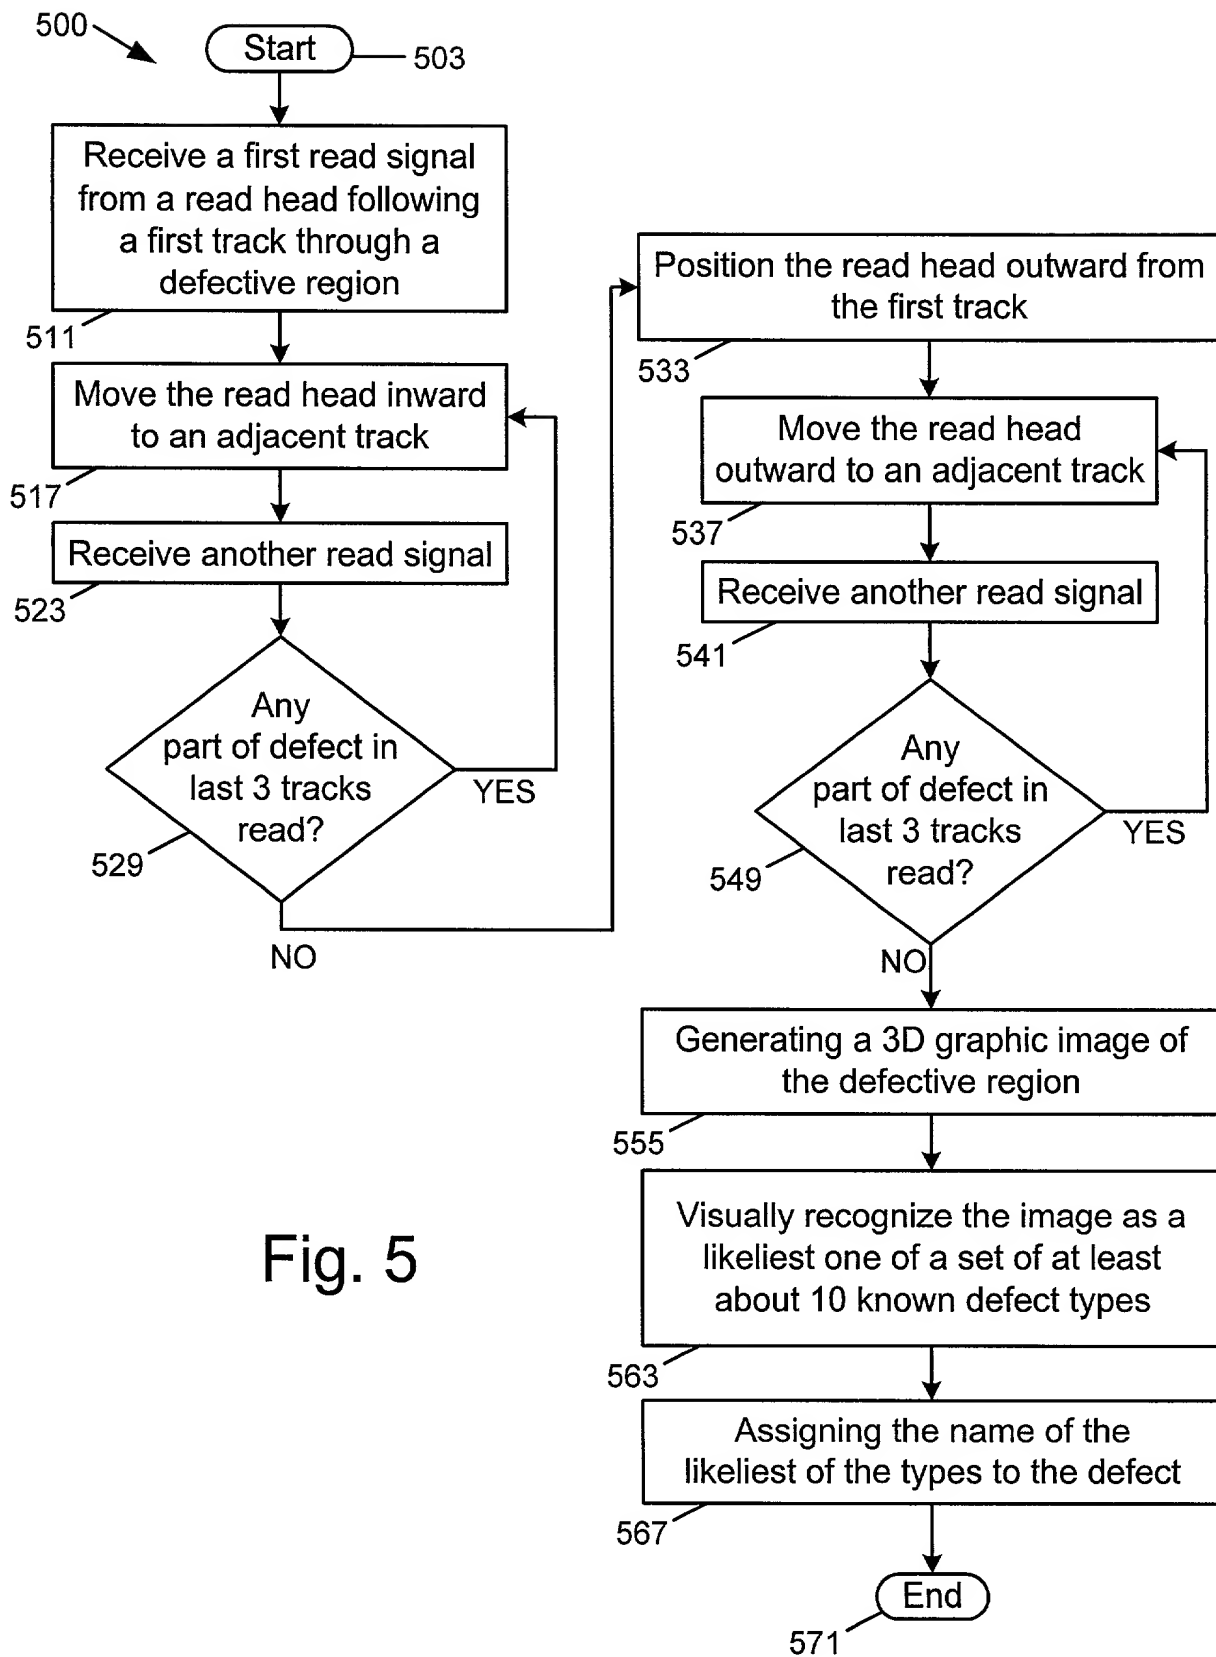 500
Start
503
Receive a first read signal
from a read head following
a first track through a
defective region
511
Move the read head inward
to an adjacent track
517
Receive another read signal
523
Any
part of defect in
last 3 tracks
read?
YES
529
NO
Position the read head outward from
the first track
533
Move the read head
outward to an adjacent track
537
Receive another read signal
541
Any
part of defect in
last 3 tracks
read?
YES
549
NO
Generating a 3D graphic image of
the defective region
555
Visually recognize the image as a
likeliest one of a set of at least
about 10 known defect types
563
Assigning the name of the
likeliest of the types to the defect
567
End
571
Fig. 5